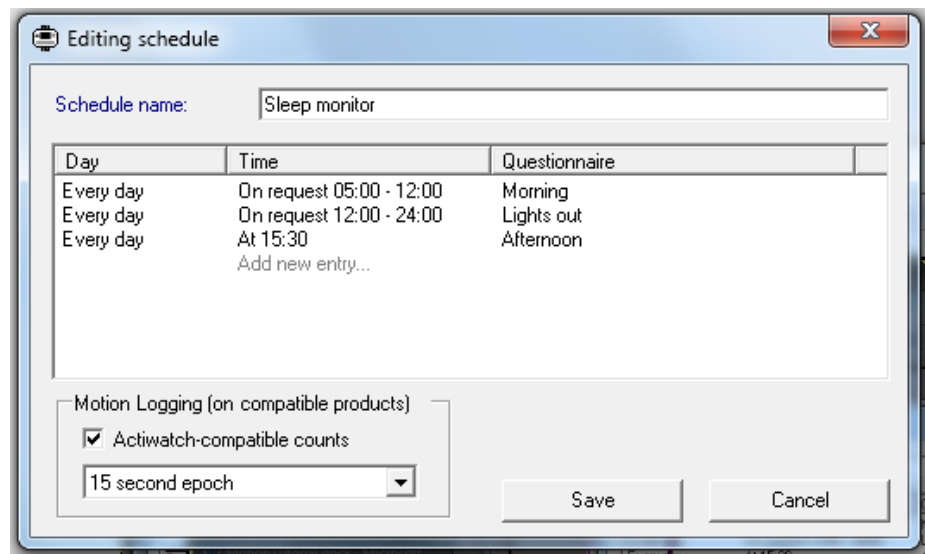 Editing schedule
Schedule name: Sleep monitor
Day Time Questionnaire
Every day On request 05:00 - 12:00 Morning
Every day On request 12:00 - 24:00 Lights out
Every day At 15:30 Afternoon
Add new entry...
Motion Logging (on compatible products)
Actiwatch-compatible counts
15 second epoch
Save Cancel